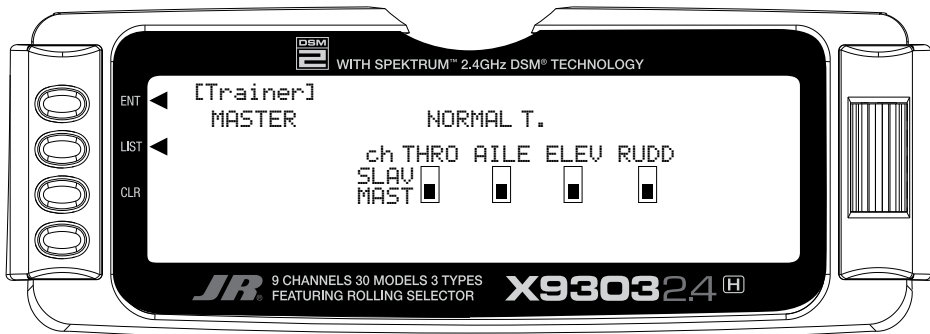 DSM
2
WITH SPEKTRUM™ 2.4GHz DSM® TECHNOLOGY
ENT
LIST
CLR
[Trainer]
MASTER NORMAL T.
ch THRO AILE ELEV RUDD
SLAV
MAST
JR® 9 CHANNELS 30 MODELS 3 TYPES
FEATURING ROLLING SELECTOR
X9303 2.4 H